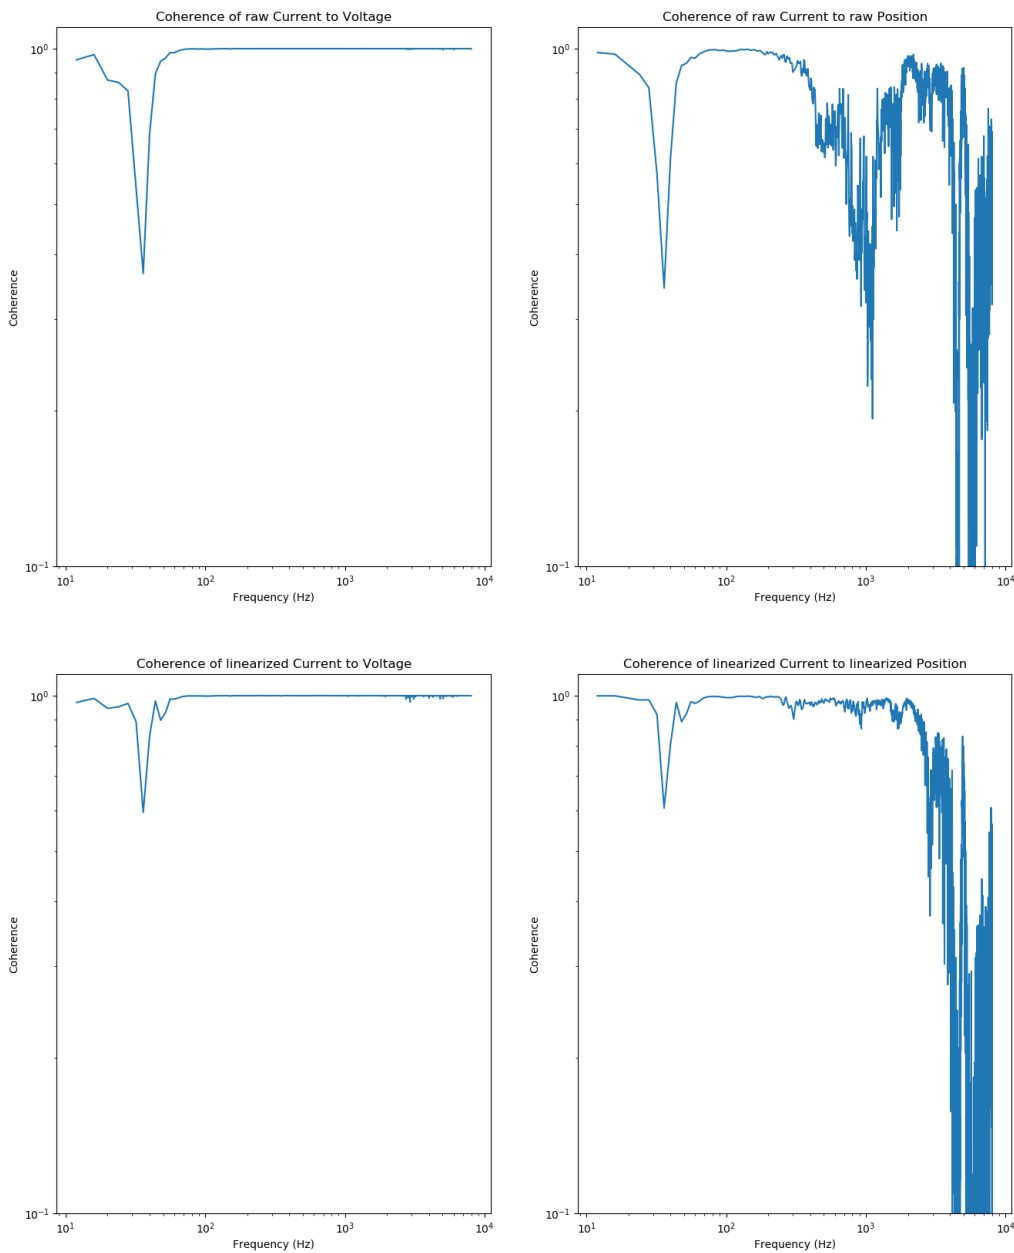 Coherence of raw Current to Voltage
10⁰
Coherence
10⁻¹
10¹ 10² 10³ 10⁴
Frequency (Hz)
Coherence of raw Current to raw Position
10⁰
Coherence
10⁻¹
10¹ 10² 10³ 10⁴
Frequency (Hz)
Coherence of linearized Current to Voltage
10⁰
Coherence
10⁻¹
10¹ 10² 10³ 10⁴
Frequency (Hz)
Coherence of linearized Current to linearized Position
10⁰
Coherence
10⁻¹
10¹ 10² 10³ 10⁴
Frequency (Hz)